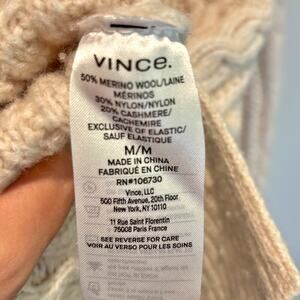 VINCE.
50% MERINO WOOL/LAINE
MÉRINOS
30% NYLON/NYLON
20% CASHMERE/
CACHEMIRE
EXCLUSIVE OF ELASTIC/
SAUF ELASTIQUE
M/M
MADE IN CHINA
FABRIQUÉ EN CHINE
RN#106730
Vince, LLC
500 Fifth Avenue, 20th Floor
New York, NY 10110
11 Rue Saint Florentin
75008 Paris France
SEE REVERSE FOR CARE
VOIR AU VERSO POUR LES SOINS